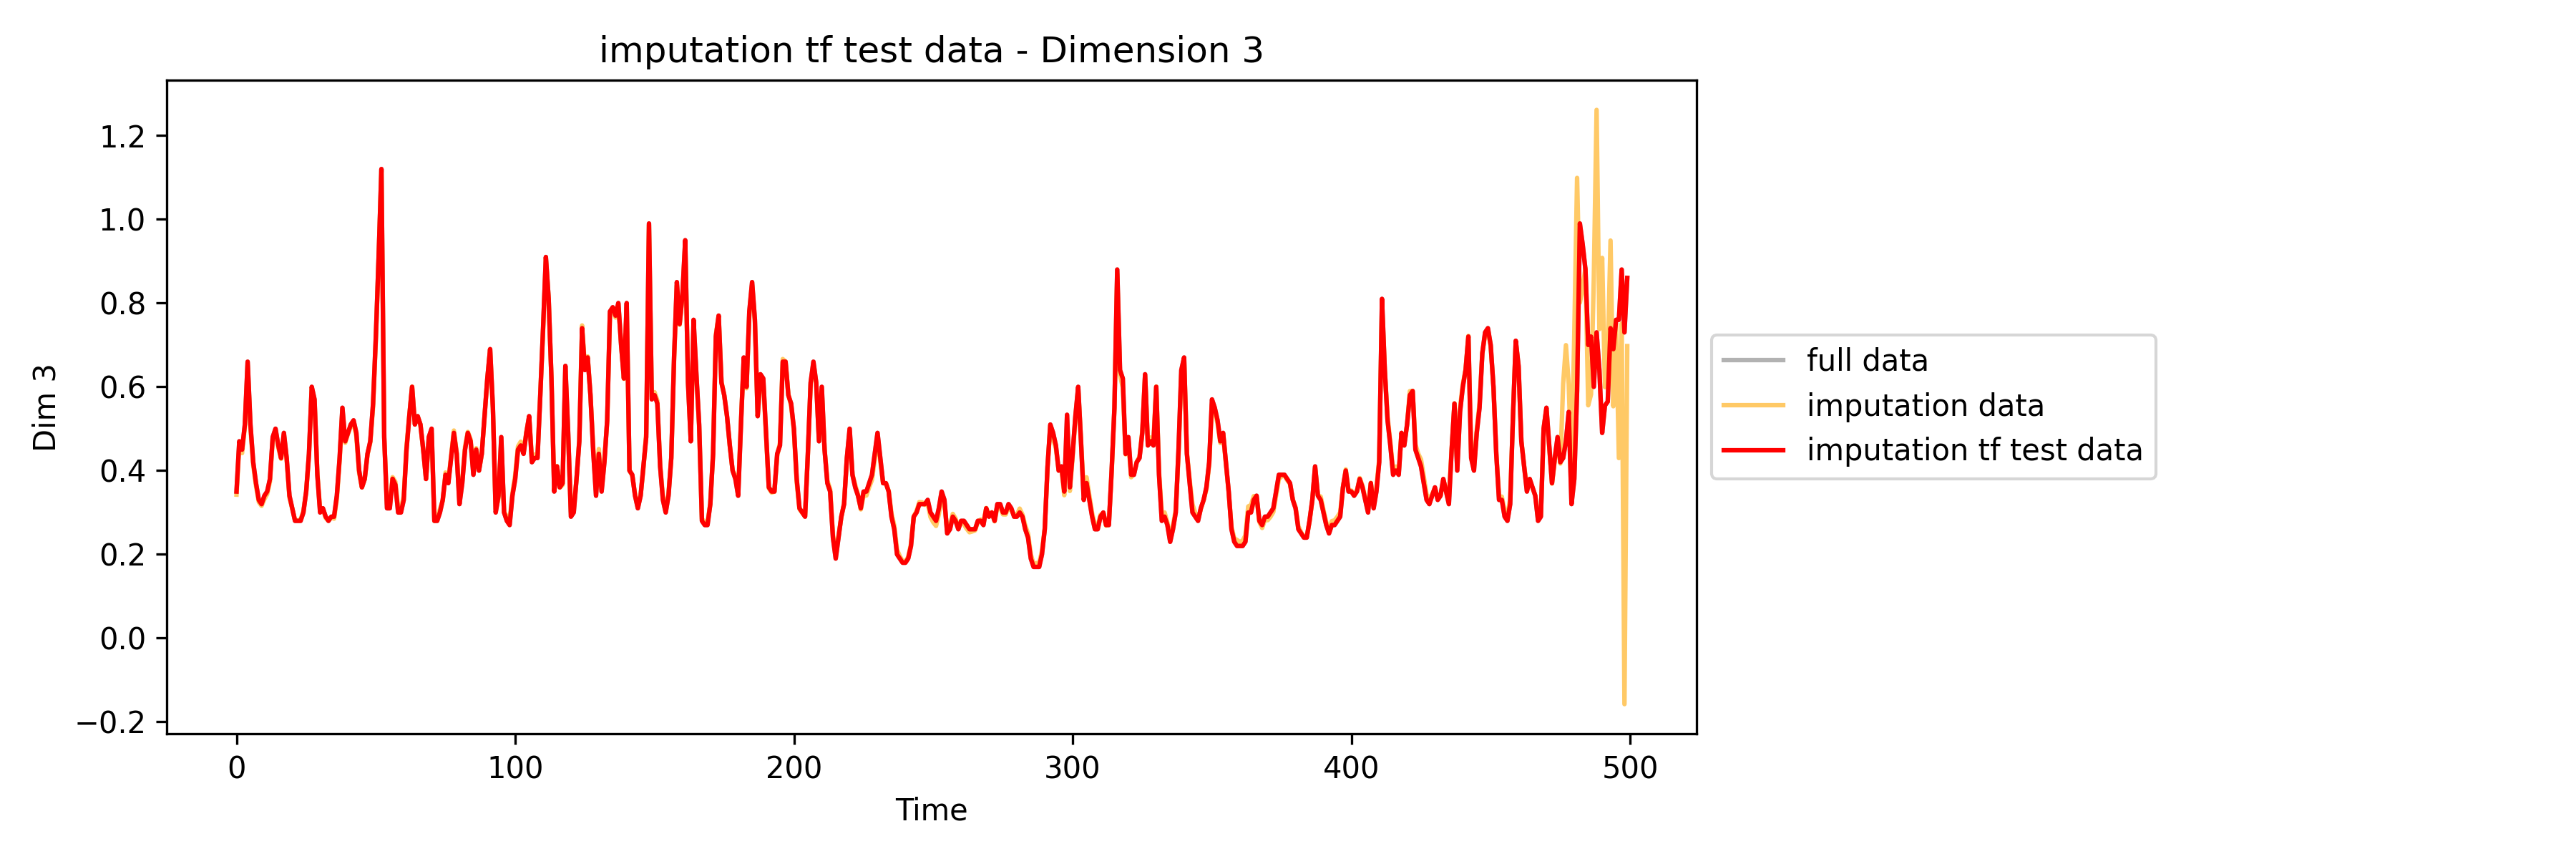 imputation tf test data - Dimension 3
1.2
1.0
0.8
0.6
0.4
0.2
0.0
−0.2
Dim 3
0 100 200 300 400 500
Time
full data
imputation data
imputation tf test data